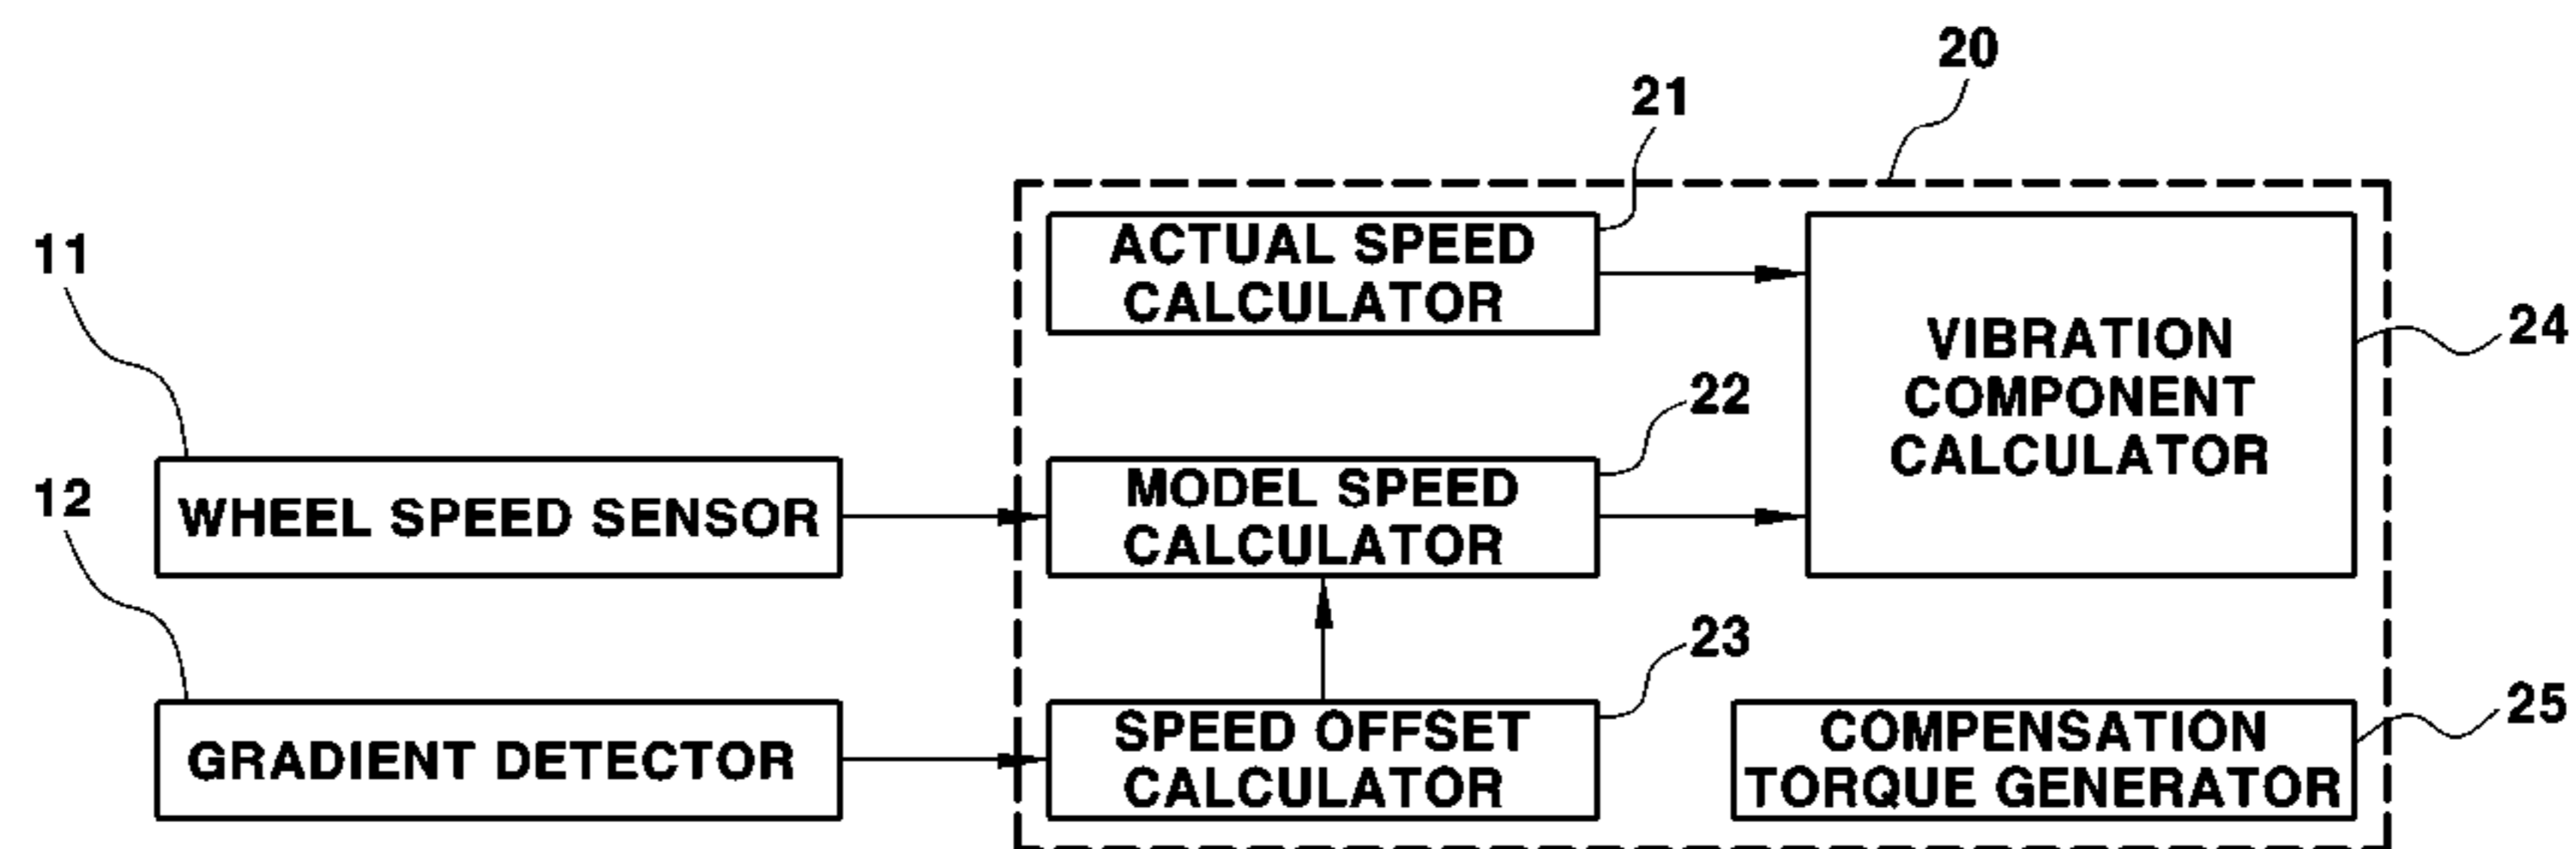 20
21
ACTUAL SPEED
CALCULATOR
11
VIBRATION
COMPONENT
CALCULATOR
24
22
WHEEL SPEED SENSOR
MODEL SPEED
CALCULATOR
12
23
GRADIENT DETECTOR
SPEED OFFSET
CALCULATOR
COMPENSATION
TORQUE GENERATOR
25